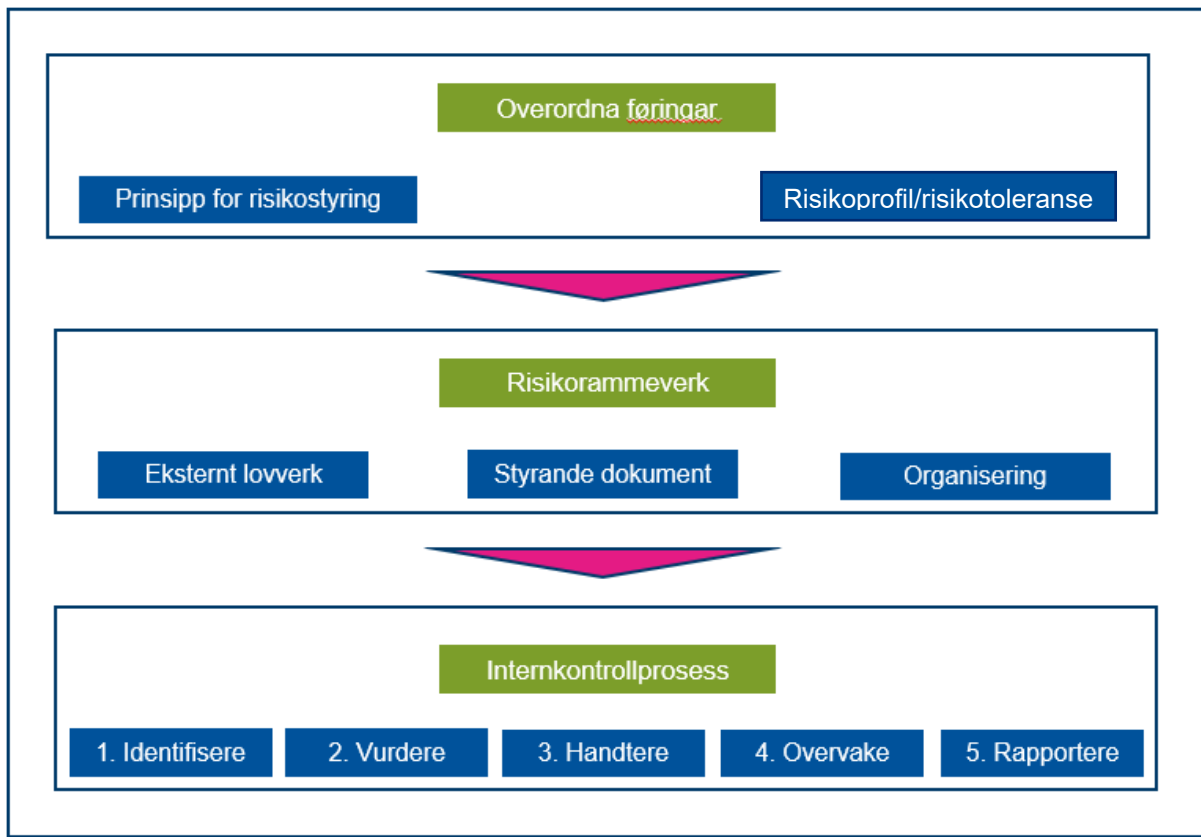 Overordna føringar
Prinsipp for risikostyring
Risikoprofil/risikotoleranse
Risikorammeverk
Eksternt lovverk
Styrande dokument
Organisering
Internkontrollprosess
1. Identifisere
2. Vurdere
3. Handtere
4. Overvake
5. Rapportere